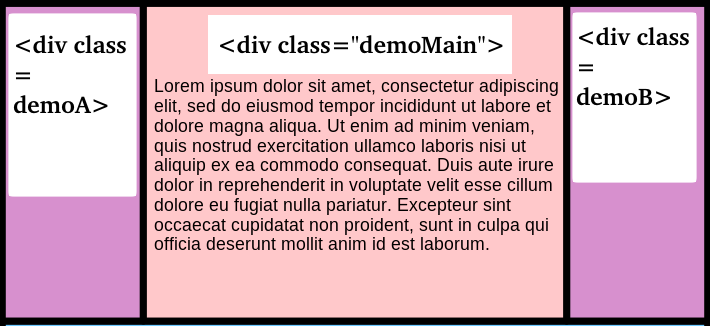 <div class
=
demoA>
<div class="demoMain">
Lorem ipsum dolor sit amet, consectetur adipiscing
elit, sed do eiusmod tempor incididunt ut labore et
dolore magna aliqua. Ut enim ad minim veniam,
quis nostrud exercitation ullamco laboris nisi ut
aliquip ex ea commodo consequat. Duis aute irure
dolor in reprehenderit in voluptate velit esse cillum
dolore eu fugiat nulla pariatur. Excepteur sint
occaecat cupidatat non proident, sunt in culpa qui
officia deserunt mollit anim id est laborum.
<div class
=
demoB>